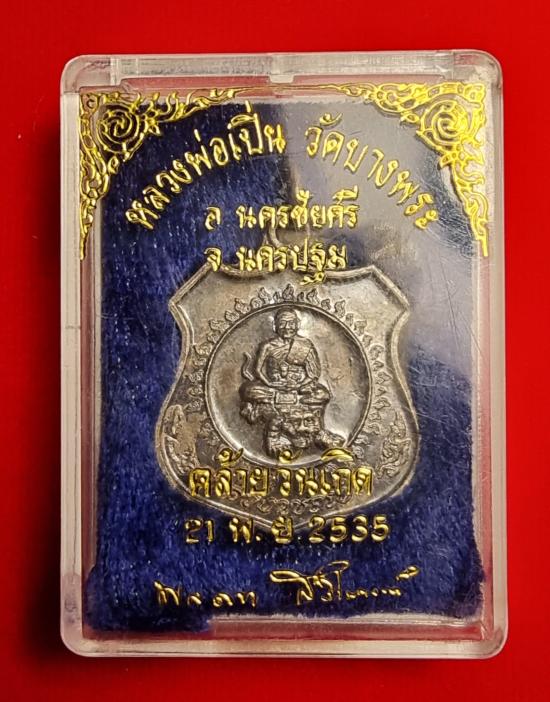 หลวงพ่อเปิ่น วัดบางพระ
อ นครชัยศรี
จ. นครปฐม
คล้ายวันเกิด
21 พ. ย. 2535